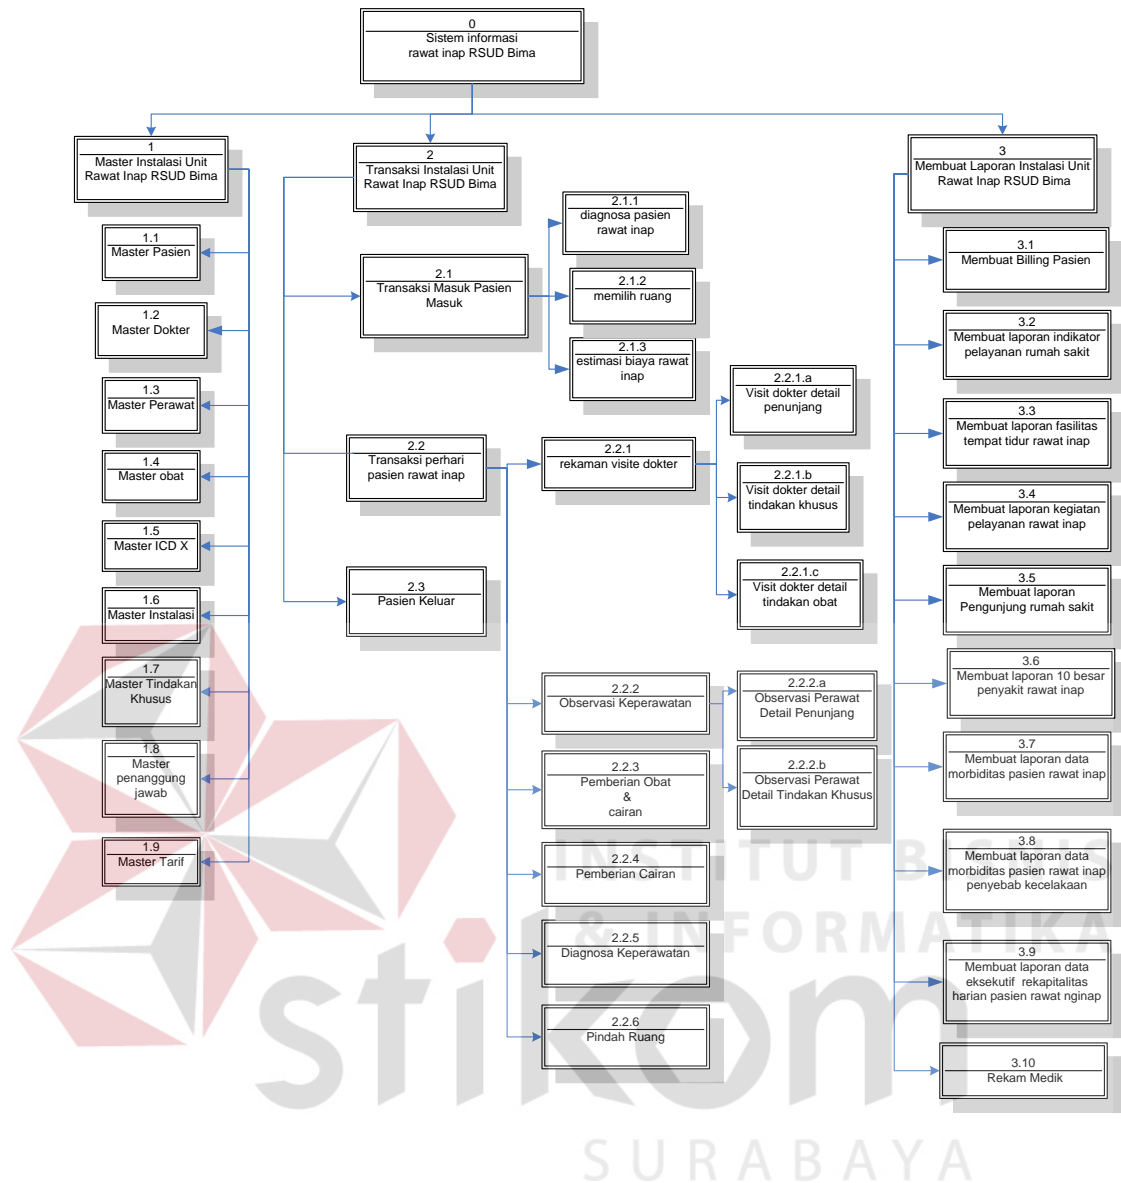 0
Sistem informasi
rawat inap RSUD Bima
1
Master Instalasi Unit
Rawat Inap RSUD Bima
1.1
Master Pasien
1.2
Master Dokter
1.3
Master Perawat
1.4
Master obat
1.5
Master ICD X
1.6
Master Instalasi
1.7
Master Tindakan
Khusus
1.8
Master
penanggung
jawab
1.9
Master Tarif
2
Transaksi Instalasi Unit
Rawat Inap RSUD Bima
2.1
Transaksi Masuk Pasien
Masuk
2.1.1
diagnosa pasien
rawat inap
2.1.2
memilih ruang
2.1.3
estimasi biaya rawat
inap
2.2
Transaksi perhari
pasien rawat inap
2.2.1
rekaman visite dokter
2.2.1.a
Visit dokter detail
penunjang
2.2.1.b
Visit dokter detail
tindakan khusus
2.2.1.c
Visit dokter detail
tindakan obat
2.3
Pasien Keluar
2.2.2
Observasi Keperawatan
2.2.2.a
Observasi Perawat
Detail Penunjang
2.2.2.b
Observasi Perawat
Detail Tindakan Khusus
2.2.3
Pemberian Obat
&
cairan
2.2.4
Pemberian Cairan
2.2.5
Diagnosa Keperawatan
2.2.6
Pindah Ruang
3
Membuat Laporan Instalasi Unit
Rawat Inap RSUD Bima
3.1
Membuat Billing Pasien
3.2
Membuat laporan indikator
pelayanan rumah sakit
3.3
Membuat laporan fasilitas
tempat tidur rawat inap
3.4
Membuat laporan kegiatan
pelayanan rawat inap
3.5
Membuat laporan
Pengunjung rumah sakit
3.6
Membuat laporan 10 besar
penyakit rawat inap
3.7
Membuat laporan data
morbiditas pasien rawat inap
3.8
Membuat laporan data
morbiditas pasien rawat inap
penyebab kecelakaan
3.9
Membuat laporan data
eksekutif rekapitalitas
harian pasien rawat nginap
3.10
Rekam Medik
INSTITUT BISNIS
& INFORMATIKA
stikom
SURABAYA